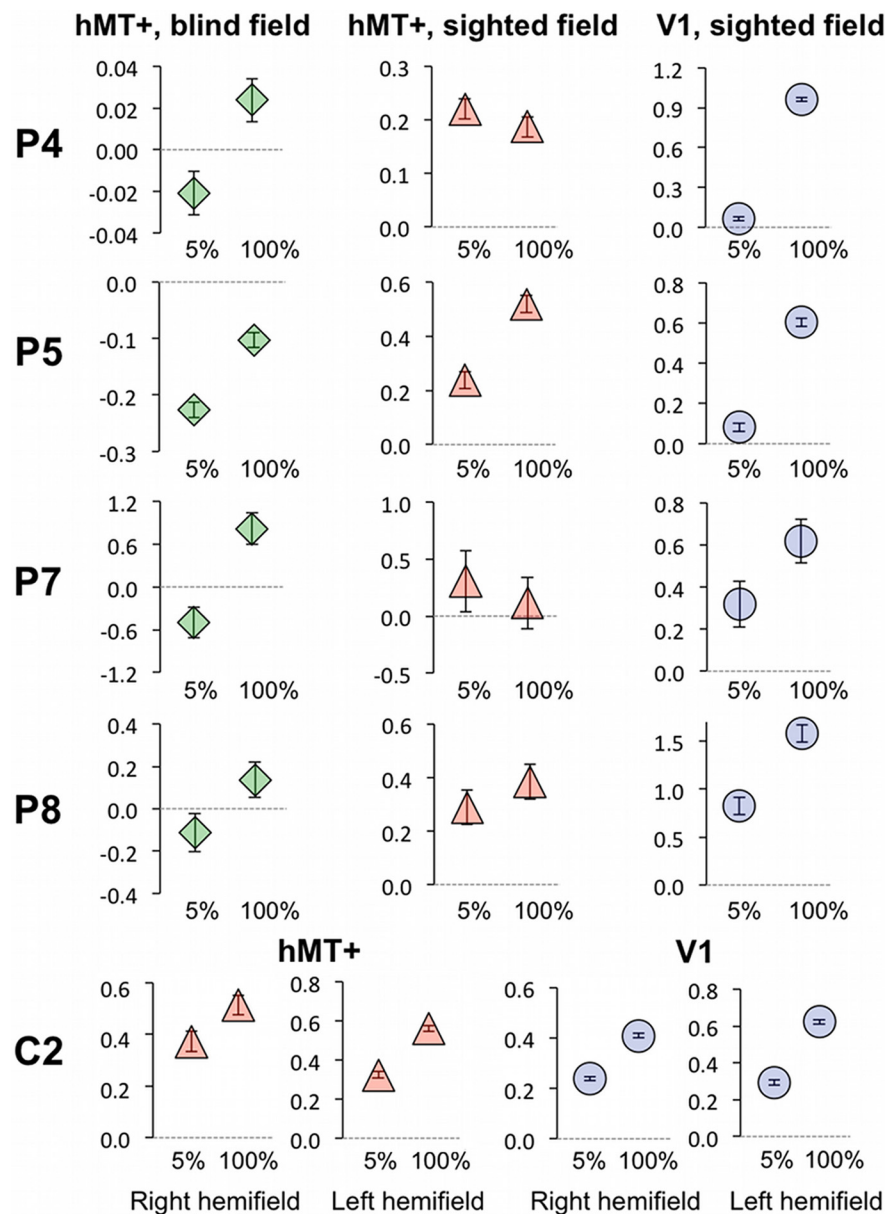 hMT+, blind field hMT+, sighted field V1, sighted field
P4
0.04 0.3 1.2
0.02 0.2 0.9
0.00 0.6
-0.02 0.1 0.3
-0.04 0.0 0.0
5% 100% 5% 100% 5% 100%
P5
0.0 0.6 0.8
-0.1 0.4 0.6
0.4
-0.2 0.2 0.2
-0.3 0.0 0.0
5% 100% 5% 100% 5% 100%
P7
1.2 1.0 0.8
0.6 0.5 0.6
0.0 0.0 0.4
-0.6 0.2
-1.2 -0.5 0.0
5% 100% 5% 100% 5% 100%
P8
0.4 0.6
0.2 0.4 1.5
0.0 1.0
-0.2 0.2 0.5
-0.4 0.0 0.0
5% 100% 5% 100% 5% 100%
hMT+ V1
C2
0.6 0.8 0.6 0.8
0.4 0.6 0.4 0.6
0.4 0.4
0.2 0.2 0.2 0.2
0.0 0.0 0.0 0.0
5% 100% 5% 100% 5% 100% 5% 100%
Right hemifield Left hemifield Right hemifield Left hemifield